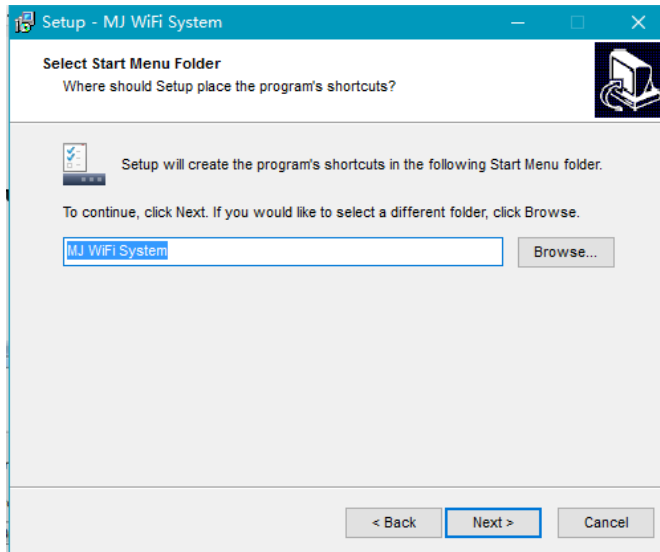 Setup - MJ WiFi System
Select Start Menu Folder
Where should Setup place the program's shortcuts?
Setup will create the program's shortcuts in the following Start Menu folder.
To continue, click Next. If you would like to select a different folder, click Browse.
MJ WiFi System
Browse...
< Back
Next >
Cancel